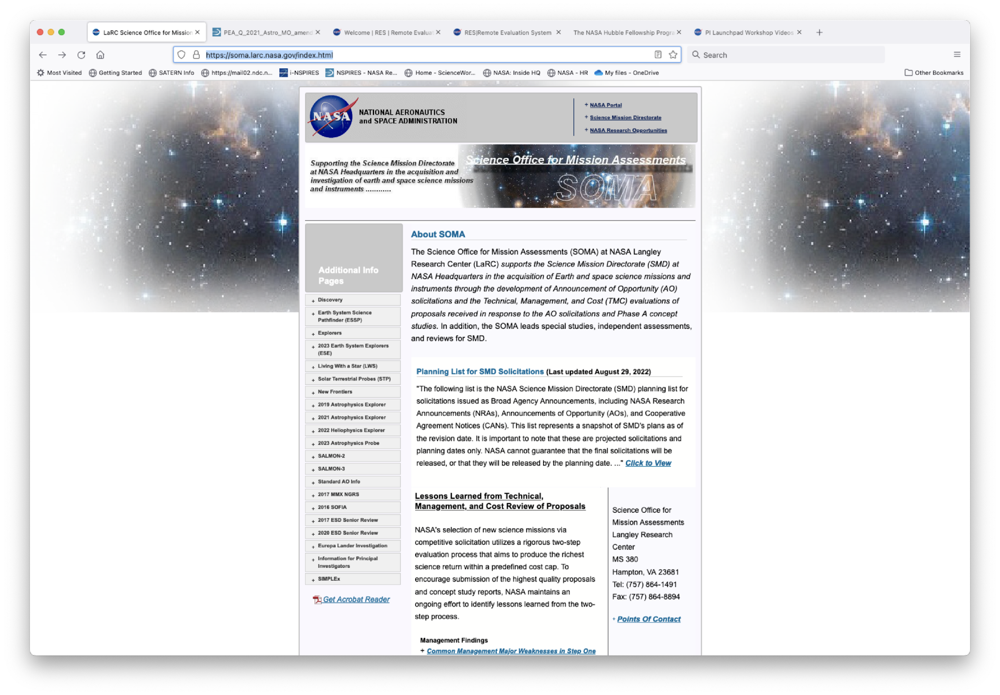 LaRC Science Office for Mission
PEA_Q_2021_Astro_MO_amend
Welcome | RES | Remote Evaluat
RES|Remote Evaluation System
The NASA Hubble Fellowship Progra
PI Launchpad Workshop Videos
https://soma.larc.nasa.gov/index.html
Search
Most Visited
Getting Started
SATERN Info
https://mail02.ndc.n...
i-NSPIRES
NSPIRES - NASA Re...
Home - ScienceWor...
NASA: Inside HQ
NASA - HR
My files - OneDrive
Other Bookmarks
NASA
NATIONAL AERONAUTICS
and SPACE ADMINISTRATION
+ NASA Portal
+ Science Mission Directorate
+ NASA Research Opportunities
Supporting the Science Mission Directorate
at NASA Headquarters in the acquisition and
investigation of earth and space science missions
and instruments ............
Science Office for Mission Assessments
SOMA
Additional Info
Pages
+ Discovery
+ Earth System Science
Pathfinder (ESSP)
+ Explorers
+ 2023 Earth System Explorers
(ESE)
+ Living With a Star (LWS)
+ Solar Terrestrial Probes (STP)
+ New Frontiers
+ 2019 Astrophysics Explorer
+ 2021 Astrophysics Explorer
+ 2022 Heliophysics Explorer
+ 2023 Astrophysics Probe
+ SALMON-2
+ SALMON-3
+ Standard AO Info
+ 2017 MMX NGRS
+ 2016 SOFIA
+ 2017 ESD Senior Review
+ 2020 ESD Senior Review
+ Europa Lander Investigation
+ Information for Principal
Investigators
+ SIMPLEx
Get Acrobat Reader
About SOMA
The Science Office for Mission Assessments (SOMA) at NASA Langley
Research Center (LaRC) supports the Science Mission Directorate (SMD) at
NASA Headquarters in the acquisition of Earth and space science missions and
instruments through the development of Announcement of Opportunity (AO)
solicitations and the Technical, Management, and Cost (TMC) evaluations of
proposals received in response to the AO solicitations and Phase A concept
studies. In addition, the SOMA leads special studies, independent assessments,
and reviews for SMD.
Planning List for SMD Solicitations (Last updated August 29, 2022)
"The following list is the NASA Science Mission Directorate (SMD) planning list for
solicitations issued as Broad Agency Announcements, including NASA Research
Announcements (NRAs), Announcements of Opportunity (AOs), and Cooperative
Agreement Notices (CANs). This list represents a snapshot of SMD's plans as of
the revision date. It is important to note that these are projected solicitations and
planning dates only. NASA cannot guarantee that the final solicitations will be
released, or that they will be released by the planning date. ..." Click to View
Lessons Learned from Technical,
Management, and Cost Review of Proposals
NASA's selection of new science missions via
competitive solicitation utilizes a rigorous two-step
evaluation process that aims to produce the richest
science return within a predefined cost cap. To
encourage submission of the highest quality proposals
and concept study reports, NASA maintains an
ongoing effort to identify lessons learned from the two-
step process.
Management Findings
+ Common Management Major Weaknesses in Step One
Science Office for
Mission Assessments
Langley Research
Center
MS 380
Hampton, VA 23681
Tel: (757) 864-1491
Fax: (757) 864-8894
+ Points Of Contact